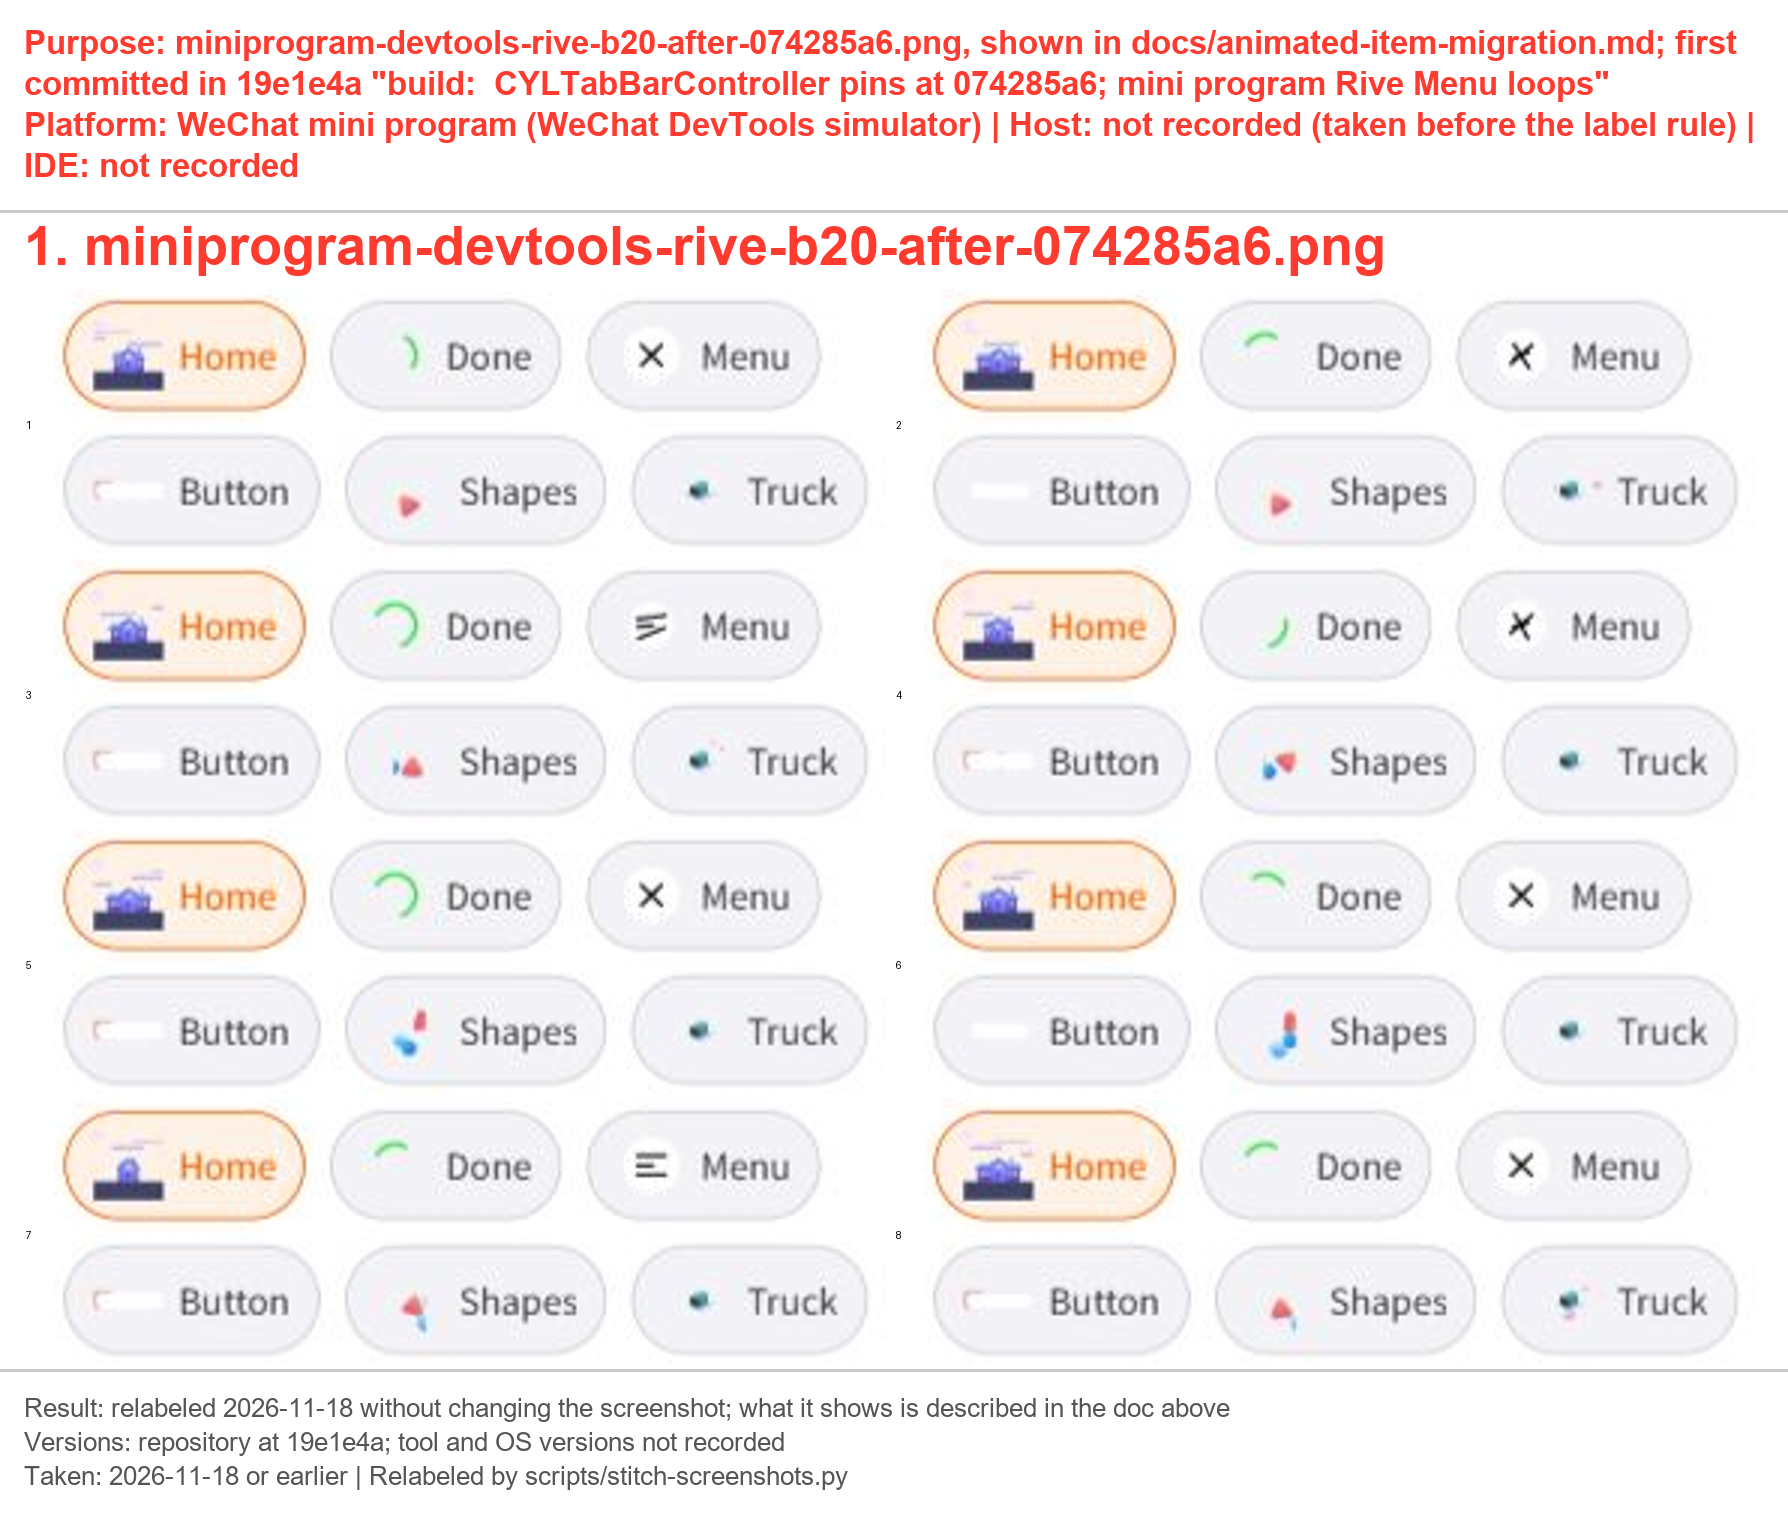 Purpose: miniprogram-devtools-rive-b20-after-074285a6.png, shown in docs/animated-item-migration.md; first
committed in 19e1e4a "build:  CYLTabBarController pins at 074285a6; mini program Rive Menu loops"
Platform: WeChat mini program (WeChat DevTools simulator) | Host: not recorded (taken before the label rule) |
IDE: not recorded
1. miniprogram-devtools-rive-b20-after-074285a6.png
Home Done Menu
1
Button Shapes Truck
Home Done Menu
2
Button Shapes Truck
Home Done Menu
3
Button Shapes Truck
Home Done Menu
4
Button Shapes Truck
Home Done Menu
5
Button Shapes Truck
Home Done Menu
6
Button Shapes Truck
Home Done Menu
7
Button Shapes Truck
Home Done Menu
8
Button Shapes Truck
Result: relabeled 2026-11-18 without changing the screenshot; what it shows is described in the doc above
Versions: repository at 19e1e4a; tool and OS versions not recorded
Taken: 2026-11-18 or earlier | Relabeled by scripts/stitch-screenshots.py